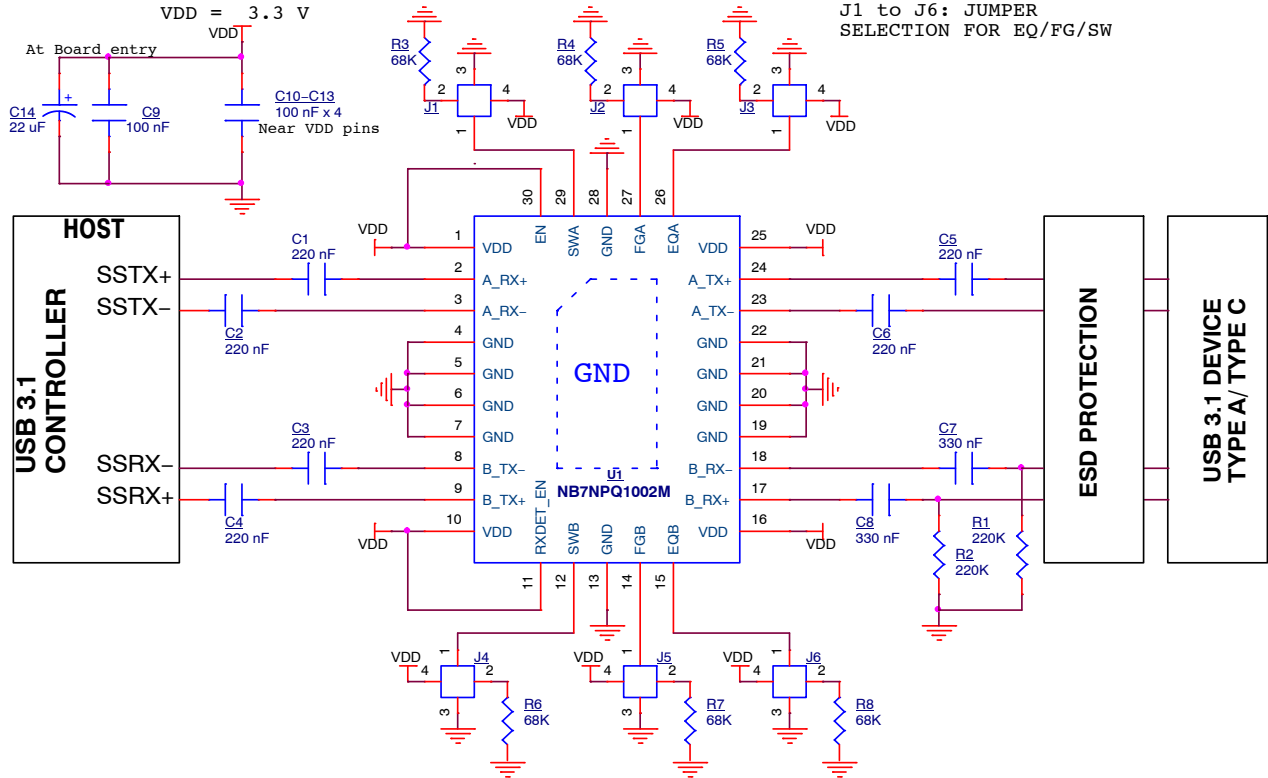 VDD = 3.3 V
VDD
At Board entry
C14
22 uF
C9
100 nF
C10-C13
100 nF x 4
Near VDD pins
J1 to J6: JUMPER
SELECTION FOR EQ/FG/SW
R3
68K
3
2
4
J1
VDD
1
R4
68K
3
2
4
J2
VDD
1
R5
68K
3
2
4
J3
VDD
1
HOST
USB 3.1
CONTROLLER
SSTX+
SSTX-
SSRX-
SSRX+
C1
220 nF
C2
220 nF
C3
220 nF
C4
220 nF
VDD
VDD
30
29
28
27
26
EN
SWA
GND
FGA
EQA
1
VDD
2
A_RX+
3
A_RX-
4
GND
5
GND
6
GND
7
GND
8
B_TX-
9
B_TX+
10
VDD
GND
U1
NB7NPQ1002M
25
VDD
24
A_TX+
23
A_TX-
22
GND
21
GND
20
GND
19
GND
18
B_RX-
17
B_RX+
16
VDD
RXDET_EN
SWB
GND
FGB
EQB
11
12
13
14
15
VDD
VDD
C5
220 nF
C6
220 nF
C7
330 nF
C8
330 nF
R1
220K
R2
220K
ESD PROTECTION
USB 3.1 DEVICE
TYPE A/ TYPE C
VDD
4
1
J4
2
3
R6
68K
VDD
4
1
J5
2
3
R7
68K
VDD
4
1
J6
2
3
R8
68K